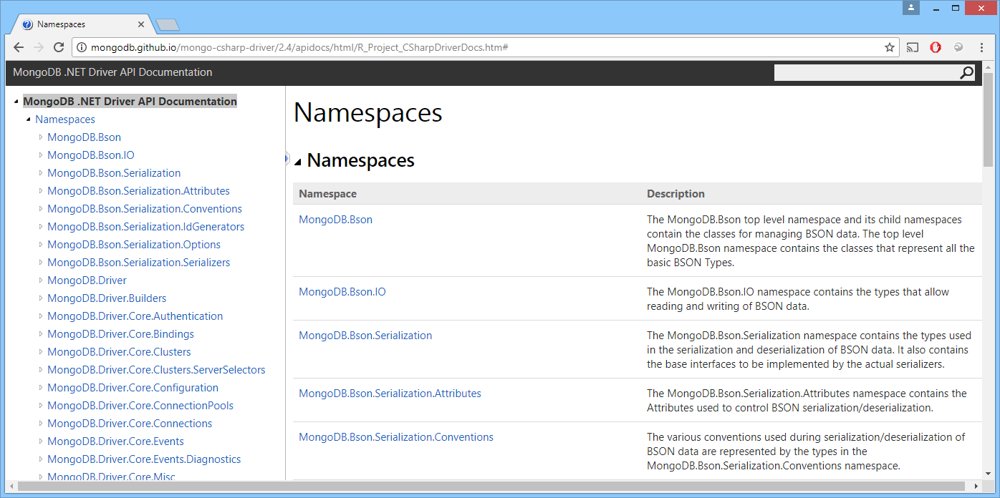 Namespaces
mongodb.github.io/mongo-csharp-driver/2.4/apidocs/html/R_Project_CSharpDriverDocs.htm#
MongoDB .NET Driver API Documentation
MongoDB .NET Driver API Documentation
Namespaces
MongoDB.Bson
MongoDB.Bson.IO
MongoDB.Bson.Serialization
MongoDB.Bson.Serialization.Attributes
MongoDB.Bson.Serialization.Conventions
MongoDB.Bson.Serialization.IdGenerators
MongoDB.Bson.Serialization.Options
MongoDB.Bson.Serialization.Serializers
MongoDB.Driver
MongoDB.Driver.Builders
MongoDB.Driver.Core.Authentication
MongoDB.Driver.Core.Bindings
MongoDB.Driver.Core.Clusters
MongoDB.Driver.Core.Clusters.ServerSelectors
MongoDB.Driver.Core.Configuration
MongoDB.Driver.Core.ConnectionPools
MongoDB.Driver.Core.Connections
MongoDB.Driver.Core.Events
MongoDB.Driver.Core.Events.Diagnostics
MongoDB.Driver.Core.Misc
Namespaces
Namespaces
Namespace Description
MongoDB.Bson
The MongoDB.Bson top level namespace and its child namespaces
contain the classes for managing BSON data. The top level
MongoDB.Bson namespace contains the classes that represent all the
basic BSON Types.
MongoDB.Bson.IO
The MongoDB.Bson.IO namespace contains the types that allow
reading and writing of BSON data.
MongoDB.Bson.Serialization
The MongoDB.Bson.Serialization namespace contains the types used
in the serialization and deserialization of BSON data. It also contains
the base interfaces to be implemented by the actual serializers.
MongoDB.Bson.Serialization.Attributes
The MongoDB.Bson.Serialization.Attributes namespace contains the
Attributes used to control BSON serialization/deserialization.
MongoDB.Bson.Serialization.Conventions
The various conventions used during serialization/deserialization of
BSON data are represented by the types in the
MongoDB.Bson.Serialization.Conventions namespace.